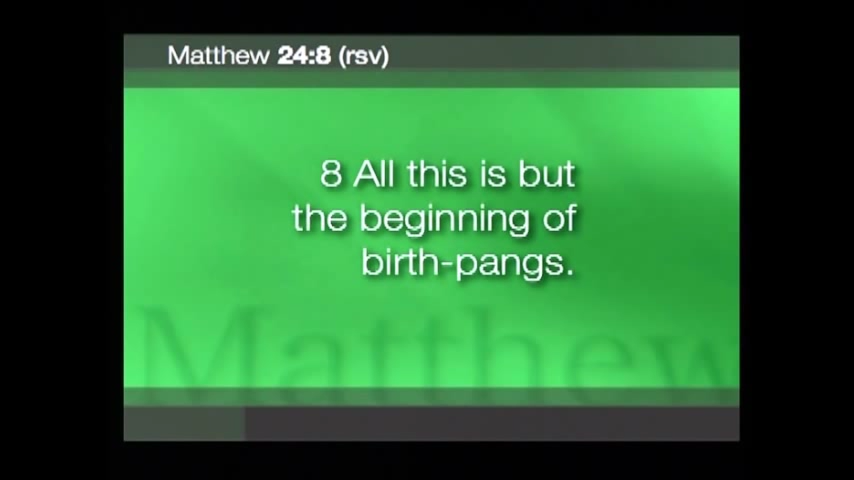 Matthew 24:8 (rsv)
8 All this is but
the beginning of
birth-pangs.
Matthew